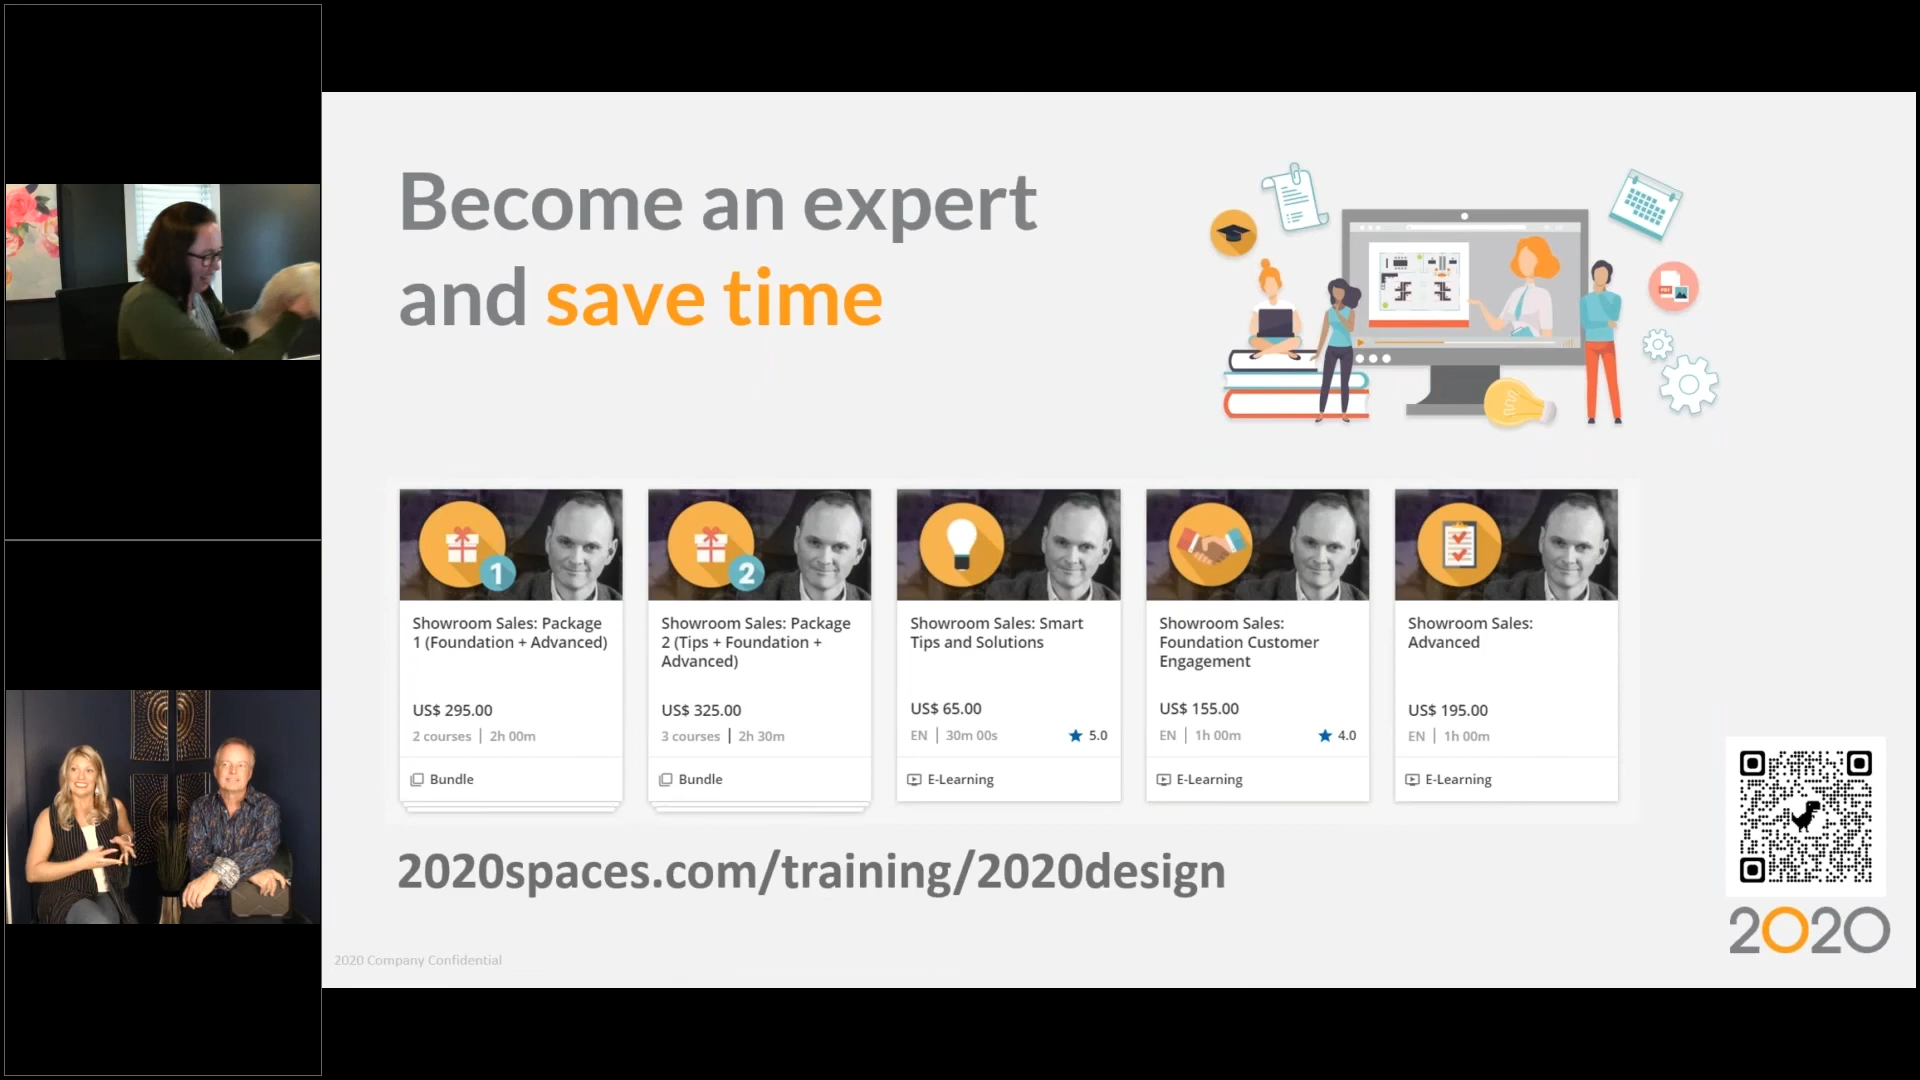 Become an expert
and save time
1
Showroom Sales: Package
1 (Foundation + Advanced)
US$ 295.00
2 courses | 2h 00m
Bundle
2
Showroom Sales: Package
2 (Tips + Foundation +
Advanced)
US$ 325.00
3 courses | 2h 30m
Bundle
Showroom Sales: Smart
Tips and Solutions
US$ 65.00
EN | 30m 00s
5.0
E-Learning
Showroom Sales:
Foundation Customer
Engagement
US$ 155.00
EN | 1h 00m
4.0
E-Learning
Showroom Sales:
Advanced
US$ 195.00
EN | 1h 00m
E-Learning
2020spaces.com/training/2020design
2020
2020 Company Confidential